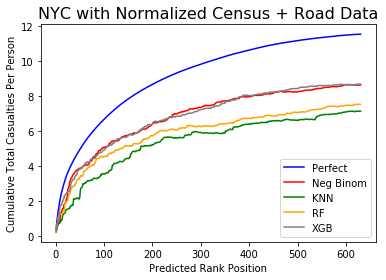 NYC with Normalized Census + Road Data
Cumulative Total Casualties Per Person
12
10
8
6
4
2
0
0 100 200 300 400 500 600
Predicted Rank Position
Perfect
Neg Binom
KNN
RF
XGB